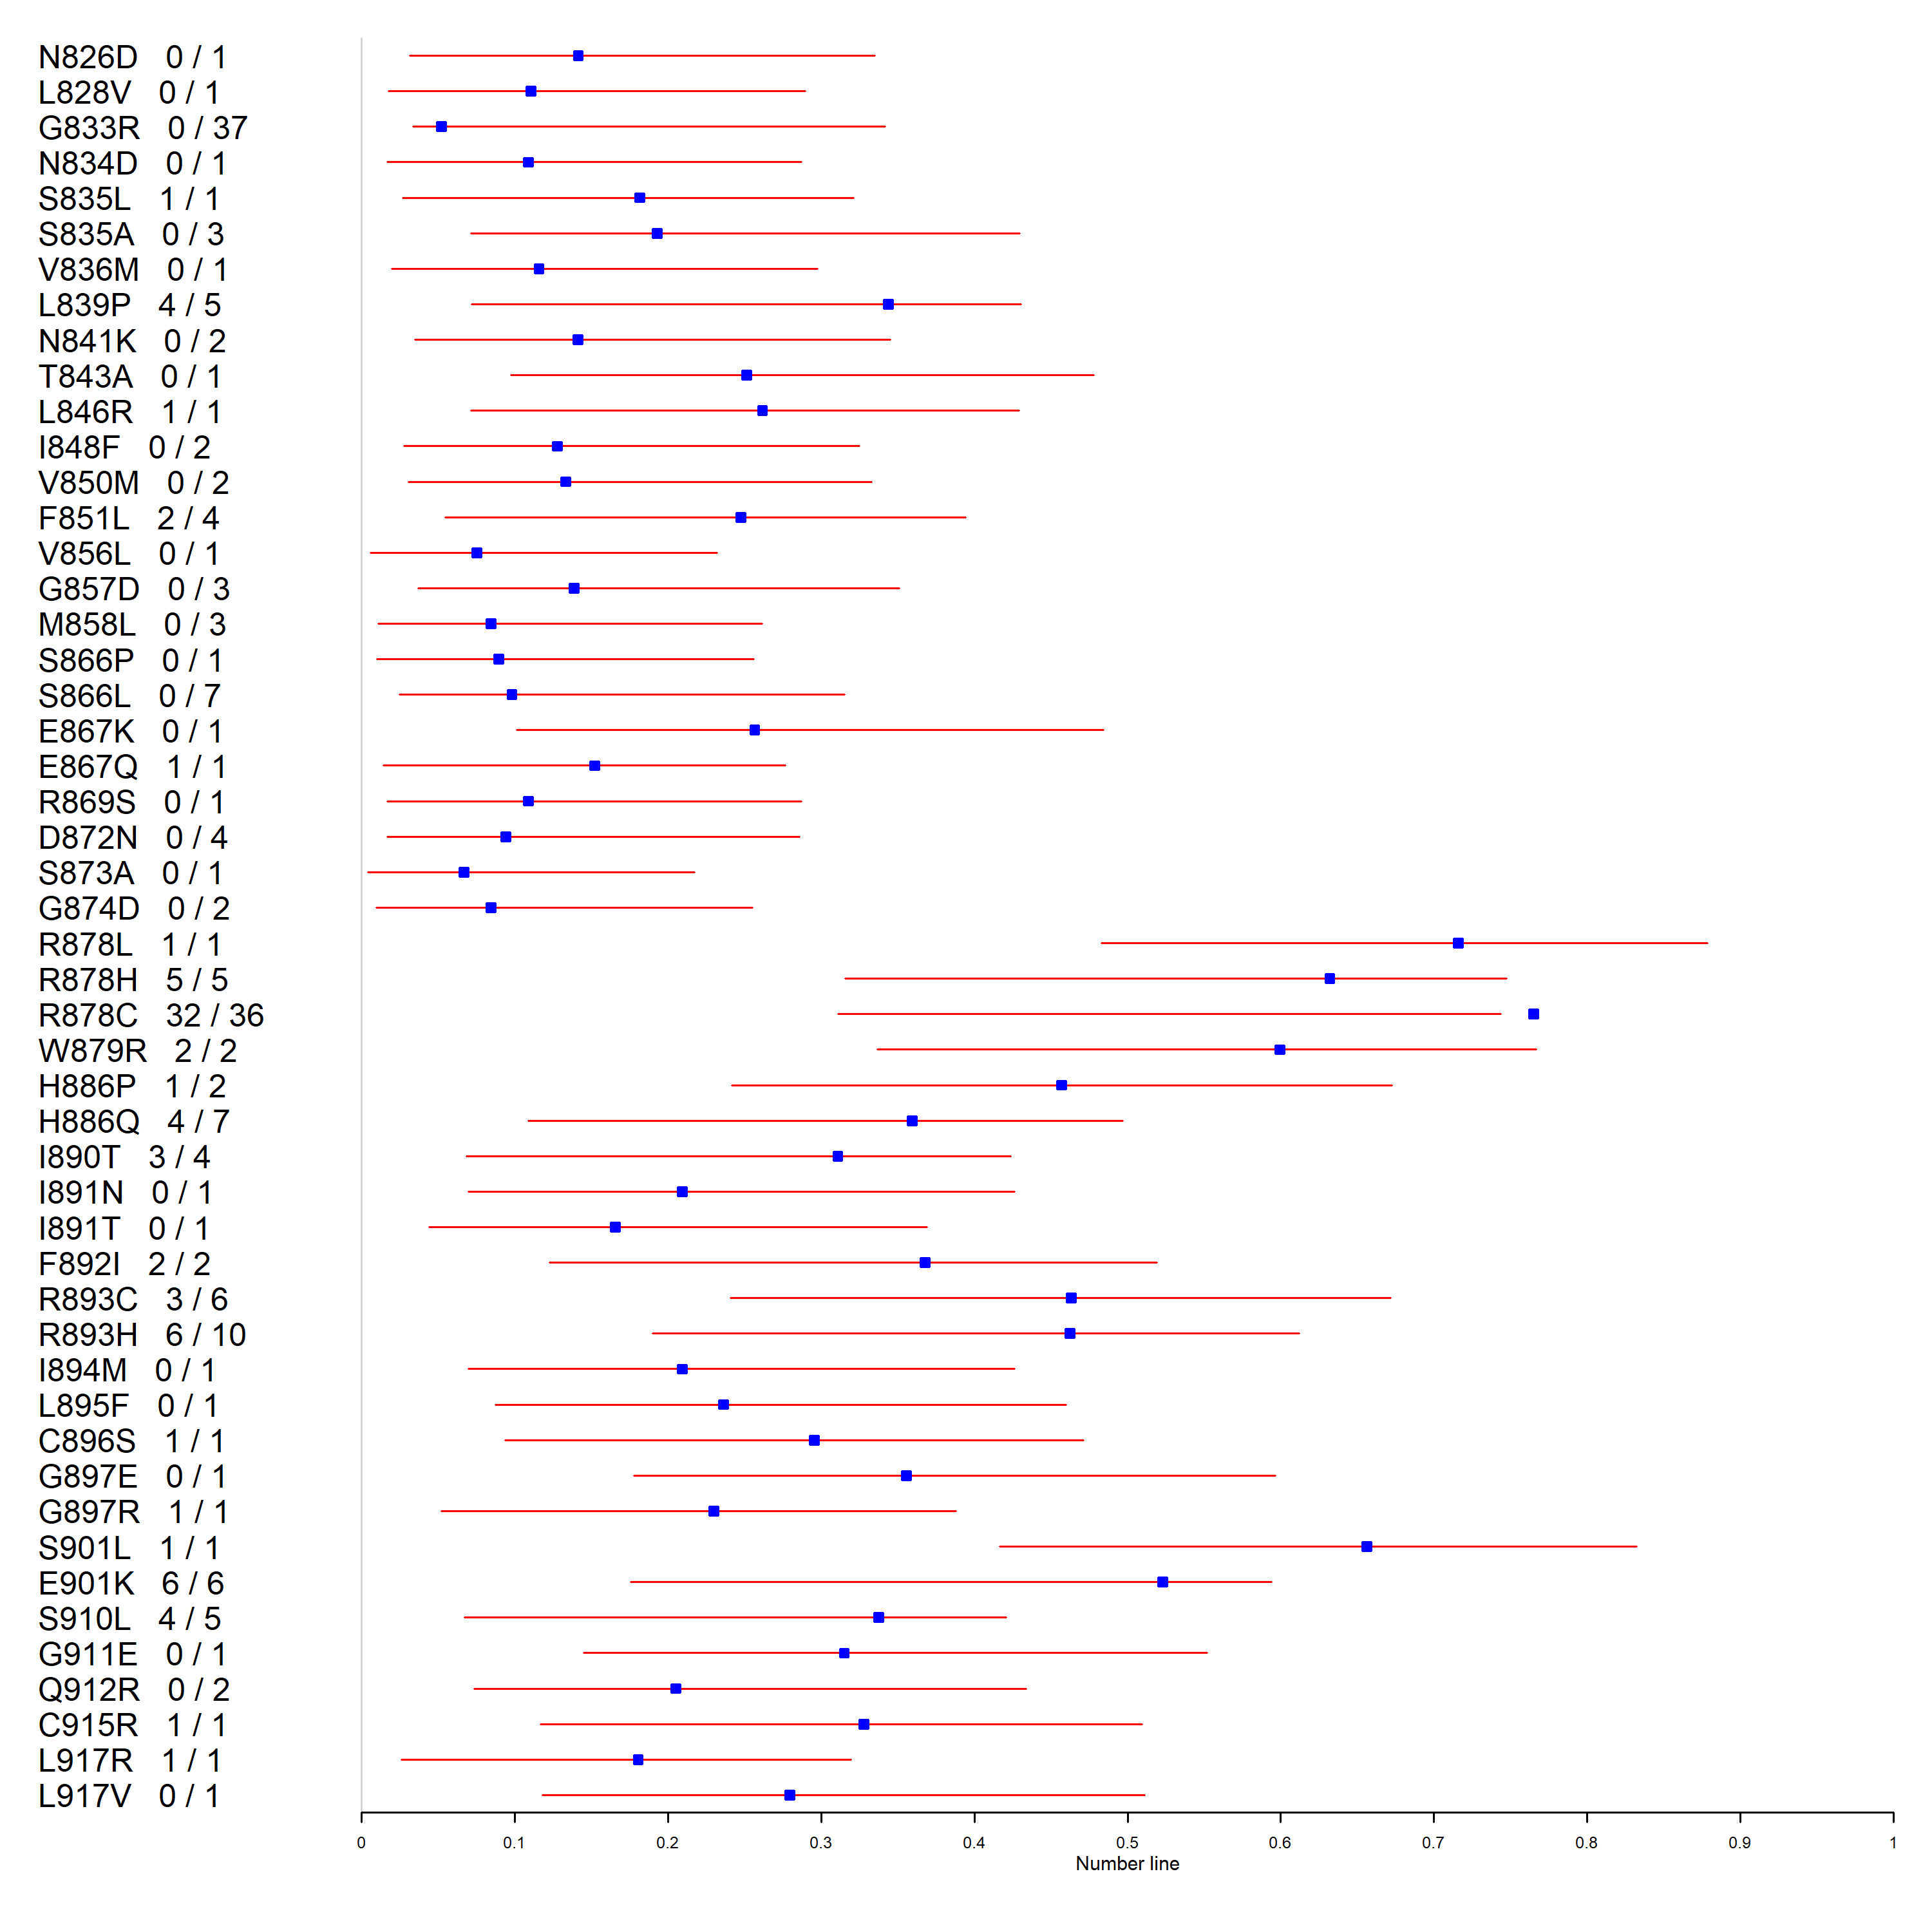 N826D 0 / 1
L828V 0 / 1
G833R 0 / 37
N834D 0 / 1
S835L 1 / 1
S835A 0 / 3
V836M 0 / 1
L839P 4 / 5
N841K 0 / 2
T843A 0 / 1
L846R 1 / 1
I848F 0 / 2
V850M 0 / 2
F851L 2 / 4
V856L 0 / 1
G857D 0 / 3
M858L 0 / 3
S866P 0 / 1
S866L 0 / 7
E867K 0 / 1
E867Q 1 / 1
R869S 0 / 1
D872N 0 / 4
S873A 0 / 1
G874D 0 / 2
R878L 1 / 1
R878H 5 / 5
R878C 32 / 36
W879R 2 / 2
H886P 1 / 2
H886Q 4 / 7
I890T 3 / 4
I891N 0 / 1
I891T 0 / 1
F892I 2 / 2
R893C 3 / 6
R893H 6 / 10
I894M 0 / 1
L895F 0 / 1
C896S 1 / 1
G897E 0 / 1
G897R 1 / 1
S901L 1 / 1
E901K 6 / 6
S910L 4 / 5
G911E 0 / 1
Q912R 0 / 2
C915R 1 / 1
L917R 1 / 1
L917V 0 / 1
0 0.1 0.2 0.3 0.4 0.5 0.6 0.7 0.8 0.9 1
Number line